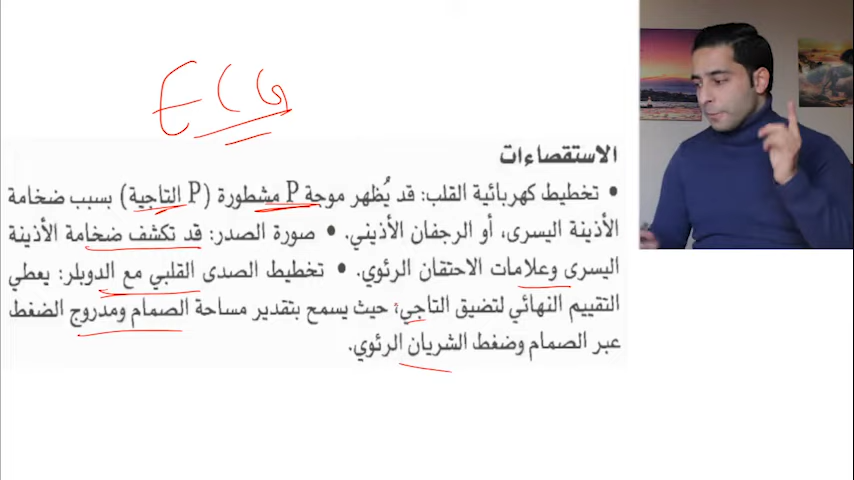 ECG
الاستقصاءات
• تخطيط كهربائية القلب: قد يُظهر موجة P مشطورة (P التاجية) بسبب ضخامة
الأذينة اليسرى، أو الرجفان الأذيني. • صورة الصدر: قد تكشف ضخامة الأذينة
اليسرى وعلامات الاحتقان الرئوي. • تخطيط الصدى القلبي مع الدوبلر: يعطي
التقييم النهائي لتضيق التاجي، حيث يسمح بتقدير مساحة الصمام ومدروج الضغط
عبر الصمام وضغط الشريان الرئوي.